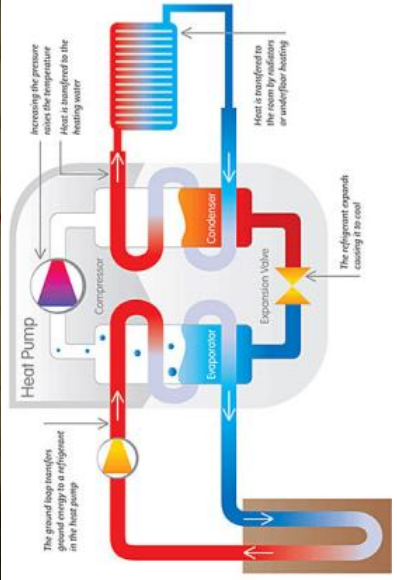 Heat Pump
The ground loop transfers
ground energy to a refrigerant
in the heat pump
Increasing the pressure
raises the temperature
Heat is transferred to the
heating water
Compressor
Evaporator
Condenser
Expansion Valve
Heat is transfered to
the room by radiators
or underfloor heating
The refrigerant expands
causing it to cool